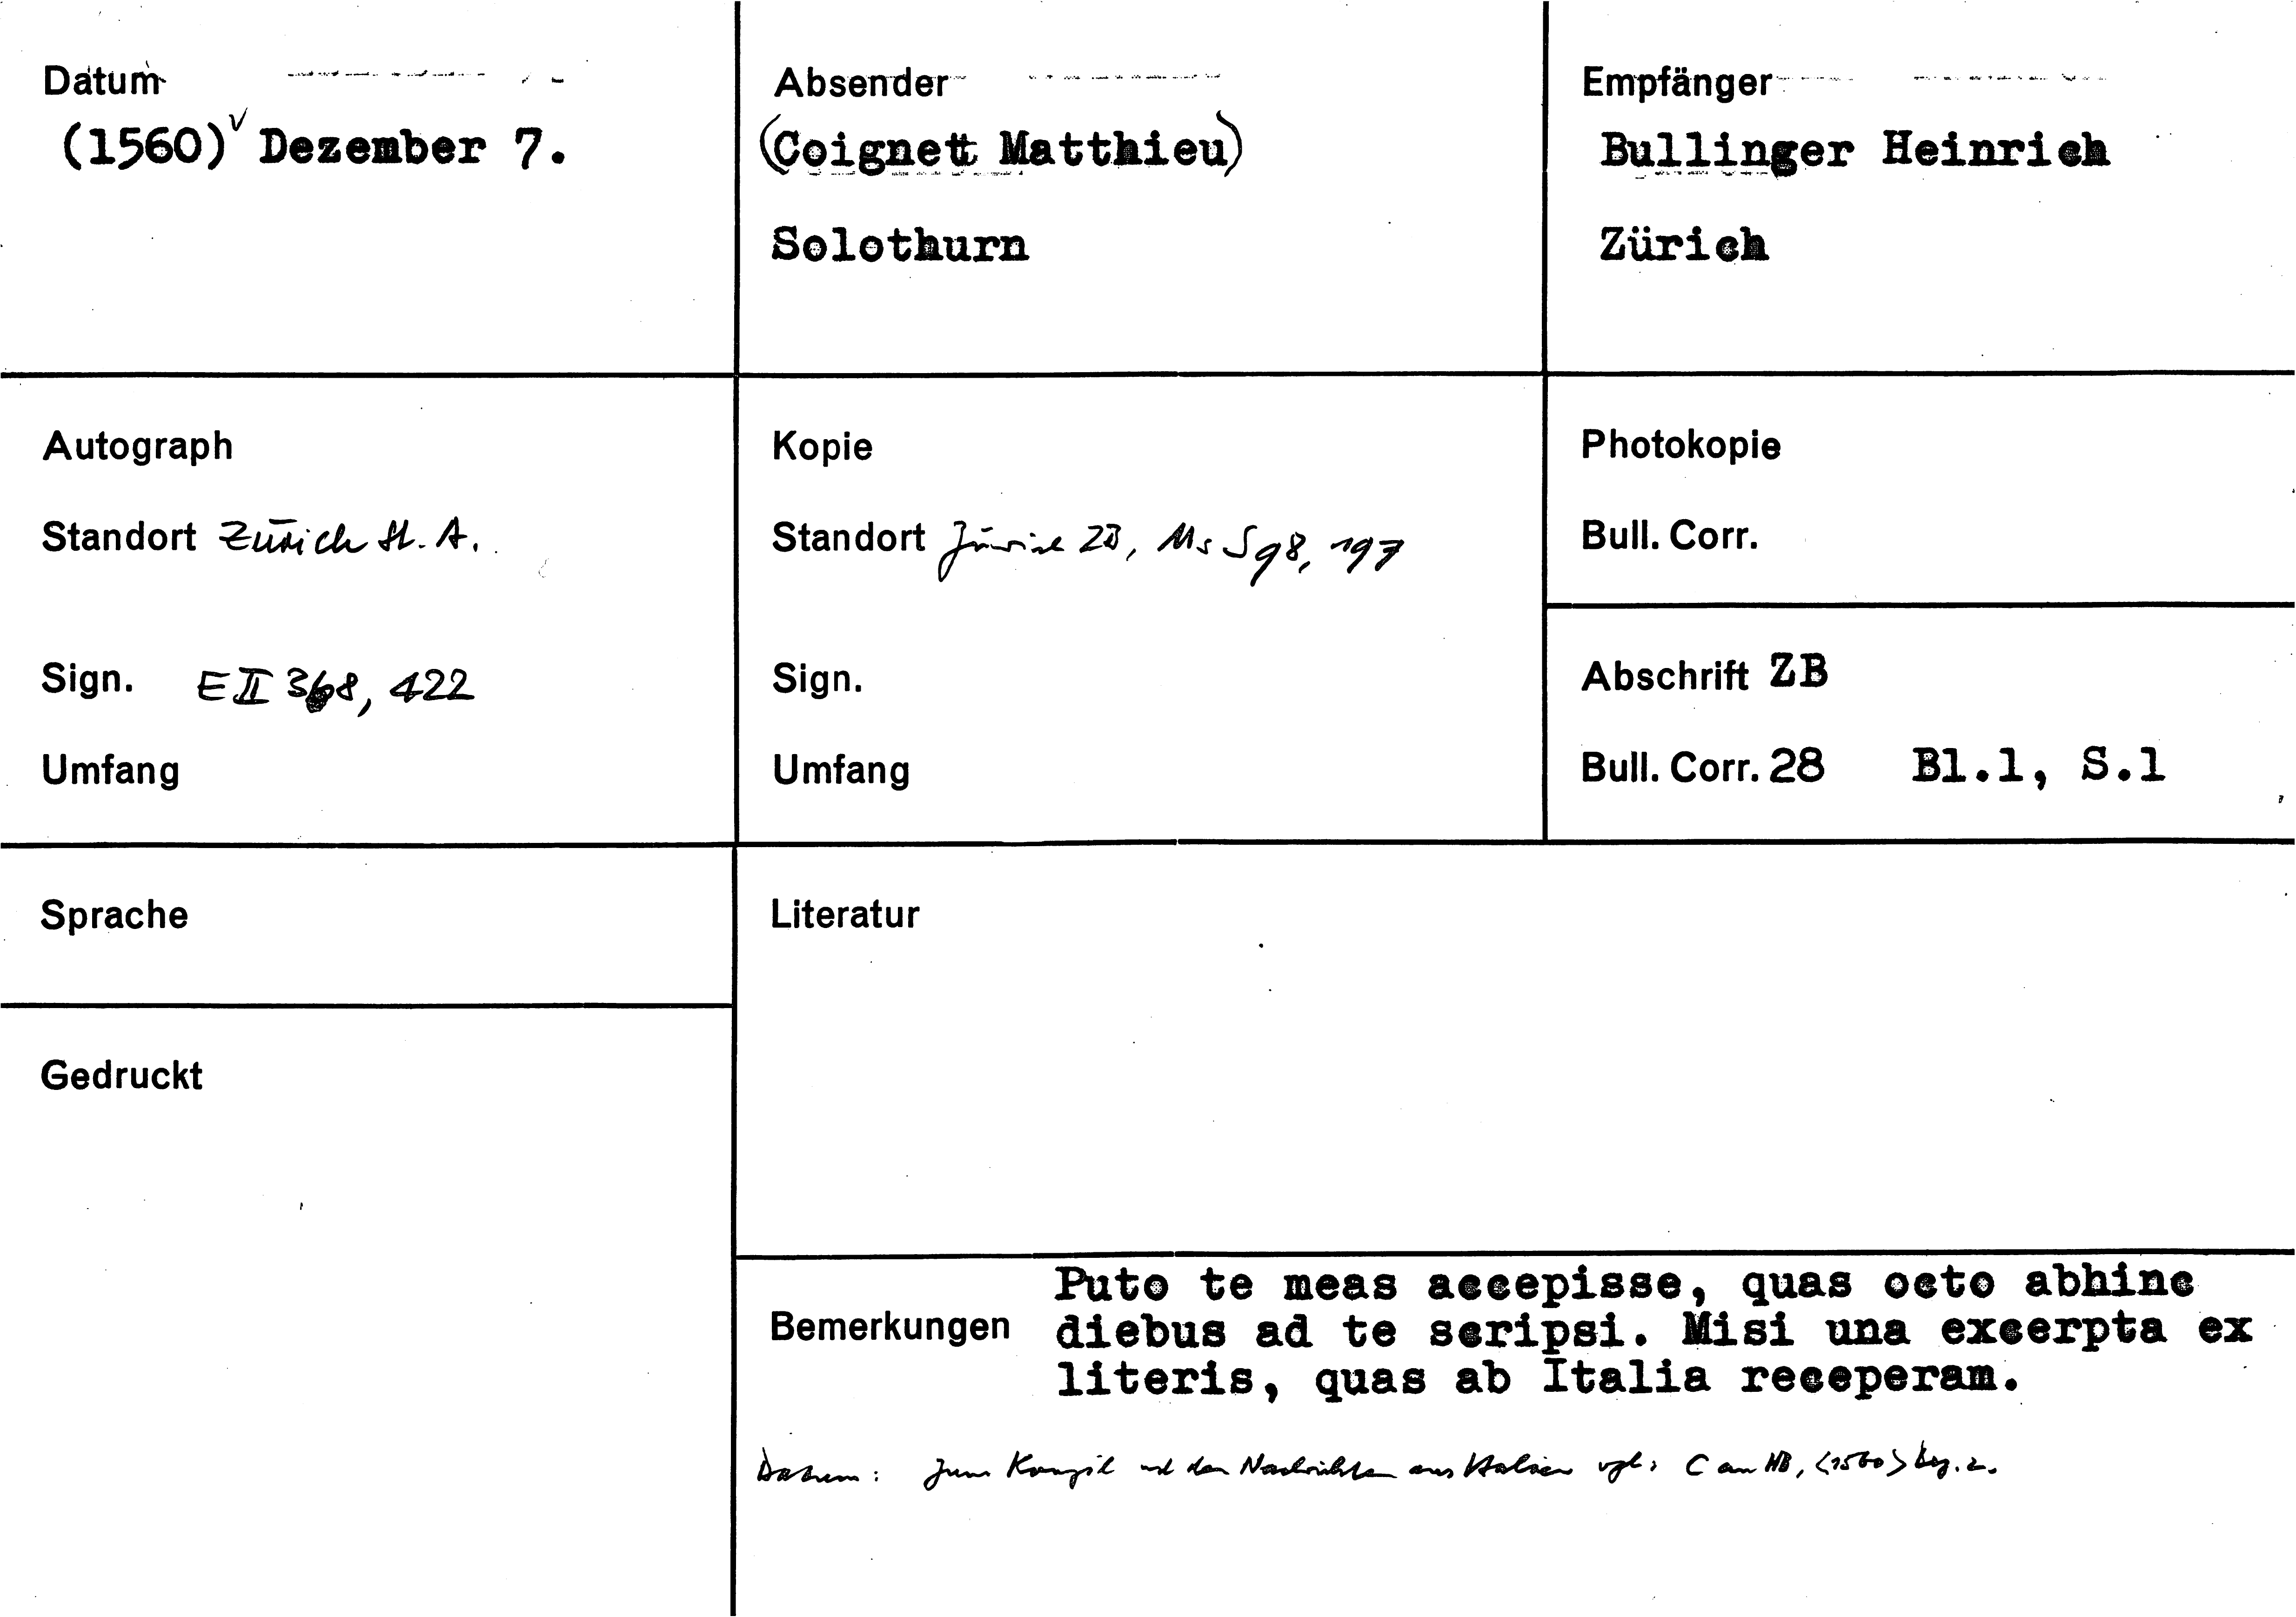 Datum
(1560) Dezember 7.
Absender
(Coignett Matthieu)
Solothurn
Empfänger
Bullinger Heinrich
Zürich
Autograph
Standort Zürich St. A.
Sign. E II 368, 422
Umfang
Kopie
Standort Zürich ZB, Ms S 98, 197
Sign.
Umfang
Photokopie
Bull. Corr.
Abschrift ZB
Bull. Corr. 28 Bl.1, S.1
Sprache
Literatur
Gedruckt
Bemerkungen
Puto te meas accepisse, quas octo abhinc
diebus ad te scripsi. Misi una excerpta ex
literis, quas ab Italia receperam.
Datum: Zum Konzil und den Nachrichten aus Italien vgl. C an HB, <1560> Dez. 2.